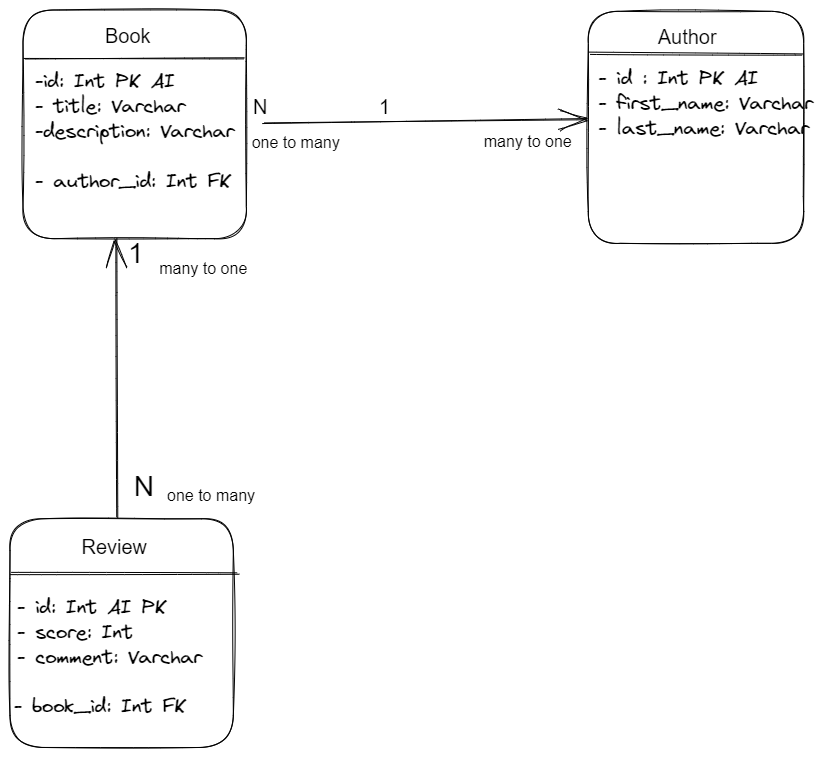 Book
-id: Int PK AI
- title: Varchar
-description: Varchar
- author_id: Int FK
N
1
one to many
many to one
Author
- id : Int PK AI
- first_name: Varchar
- last_name: Varchar
1
many to one
N
one to many
Review
- id: Int AI PK
- score: Int
- comment: Varchar
- book_id: Int FK